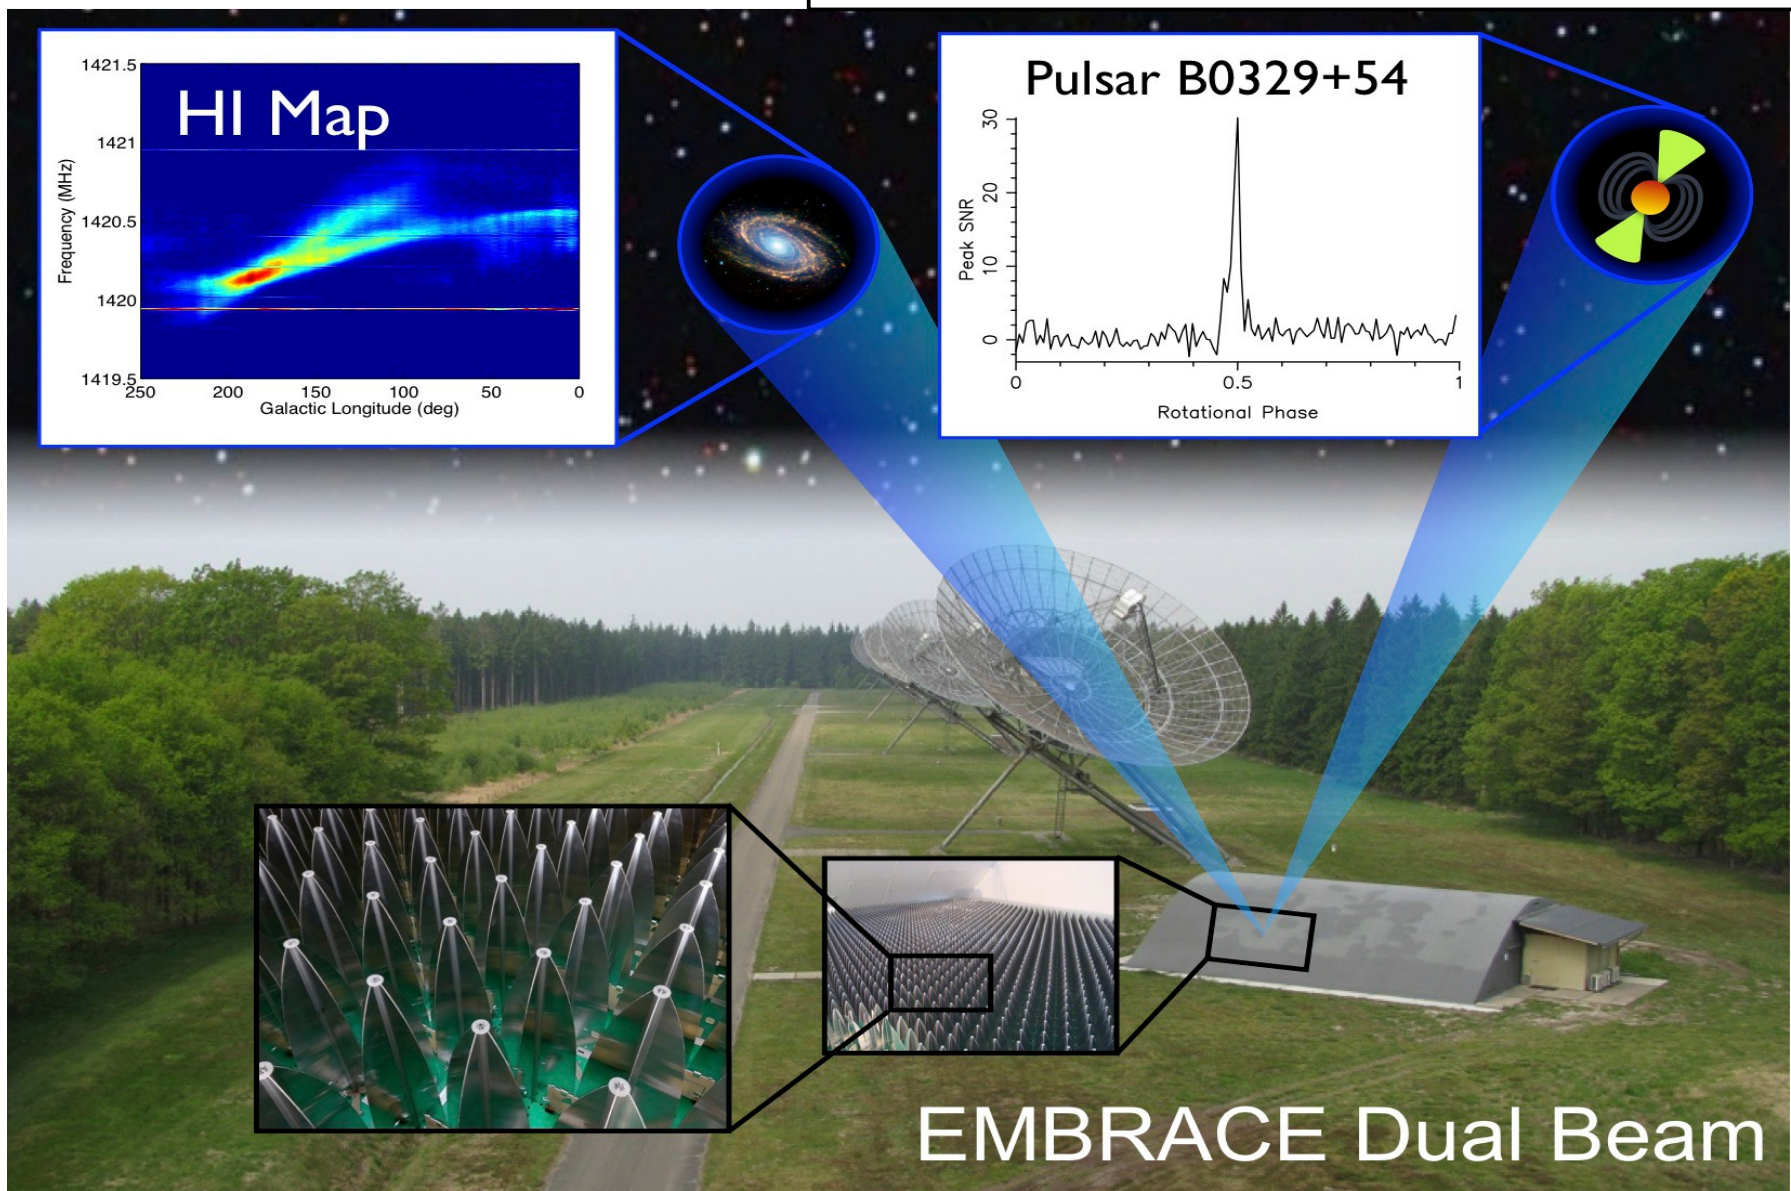 HI Map
1421.5
1421
1420.5
1420
1419.5
Frequency (MHz)
250 200 150 100 50 0
Galactic Longitude (deg)
Pulsar B0329+54
30
20
10
0
Peak SNR
0 0.5 1
Rotational Phase
EMBRACE Dual Beam